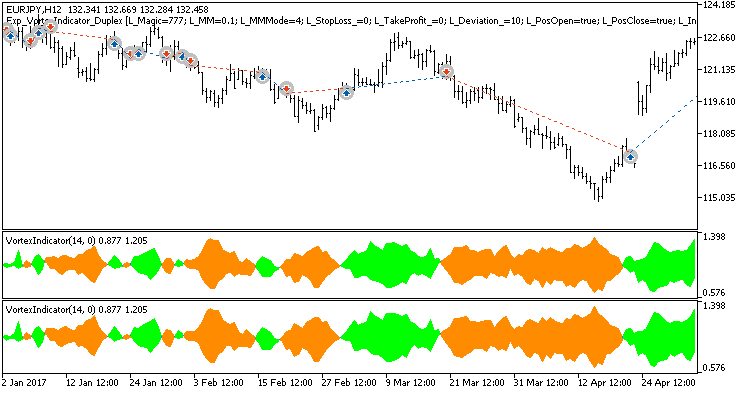 EURJPY,H12 132.341 132.669 132.284 132.458
Exp_VortexIndicator_Duplex [L_Magic=777; L_MM=0.1; L_MMMode=4; L_StopLoss_=0; L_TakeProfit_=0; L_Deviation_=10; L_PosOpen=true; L_PosClose=true; L_In
124.185
122.660
121.135
119.610
118.085
116.560
115.035
VortexIndicator(14, 0) 0.877 1.205
1.398
0.576
VortexIndicator(14, 0) 0.877 1.205
1.398
0.576
2 Jan 2017 12 Jan 12:00 24 Jan 12:00 3 Feb 12:00 15 Feb 12:00 27 Feb 12:00 9 Mar 12:00 21 Mar 12:00 31 Mar 12:00 12 Apr 12:00 24 Apr 12:00